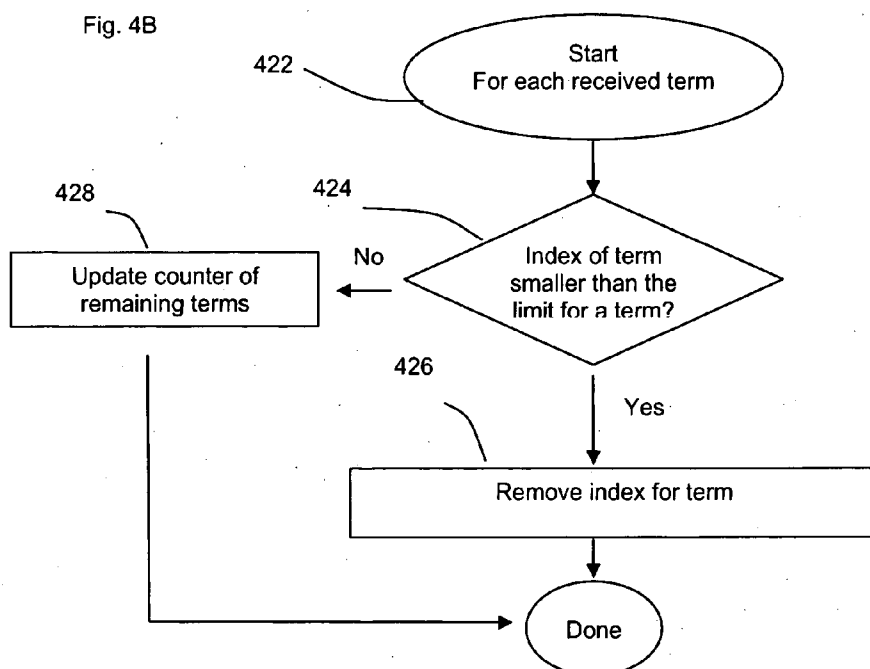 Fig. 4B
422
Start
For each received term
424
Index of term
smaller than the
limit for a term?
No
428
Update counter of
remaining terms
426
Yes
Remove index for term
Done